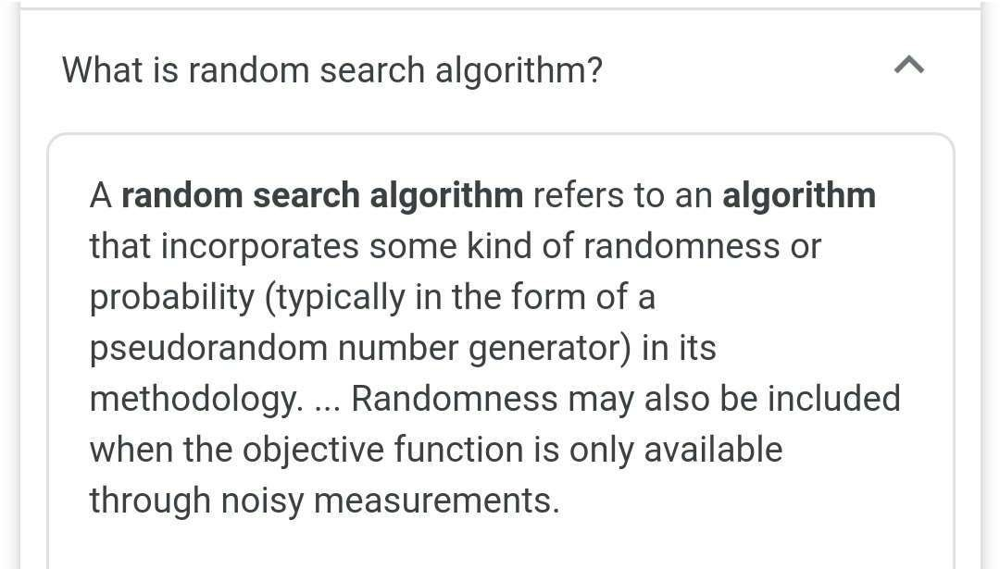 What is random search algorithm?
A random search algorithm refers to an algorithm
that incorporates some kind of randomness or
probability (typically in the form of a
pseudorandom number generator) in its
methodology. ... Randomness may also be included
when the objective function is only available
through noisy measurements.